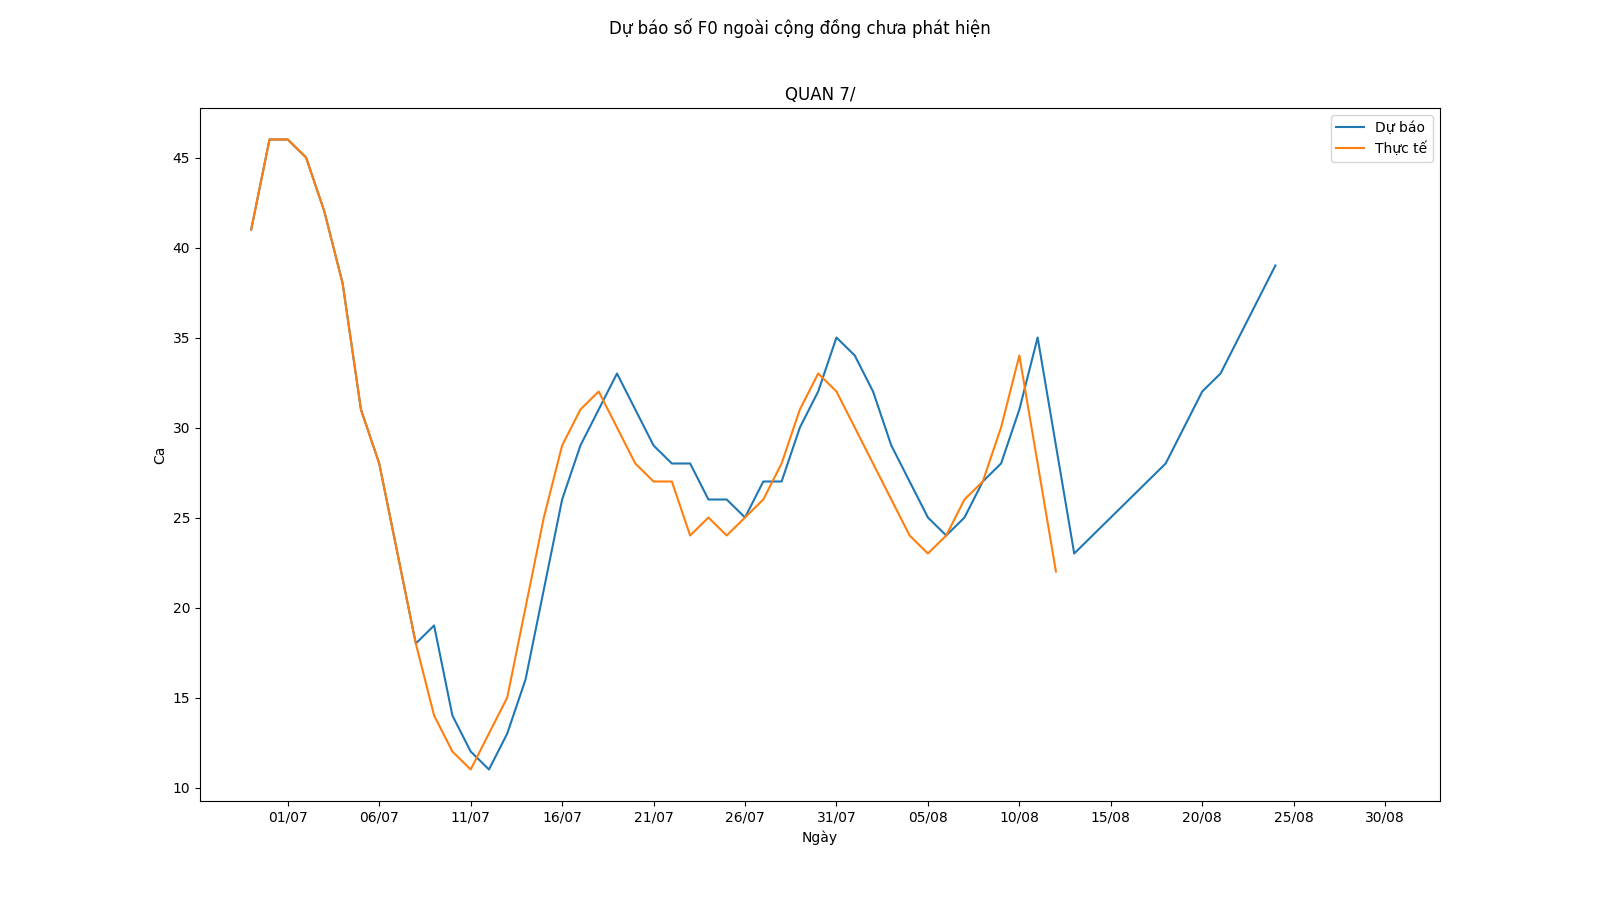 Dự báo số F0 ngoài cộng đồng chưa phát hiện
QUAN 7/
Dự báo
Thực tế
45
40
35
30
25
20
15
10
Ca
01/07 06/07 11/07 16/07 21/07 26/07 31/07 05/08 10/08 15/08 20/08 25/08 30/08
Ngày